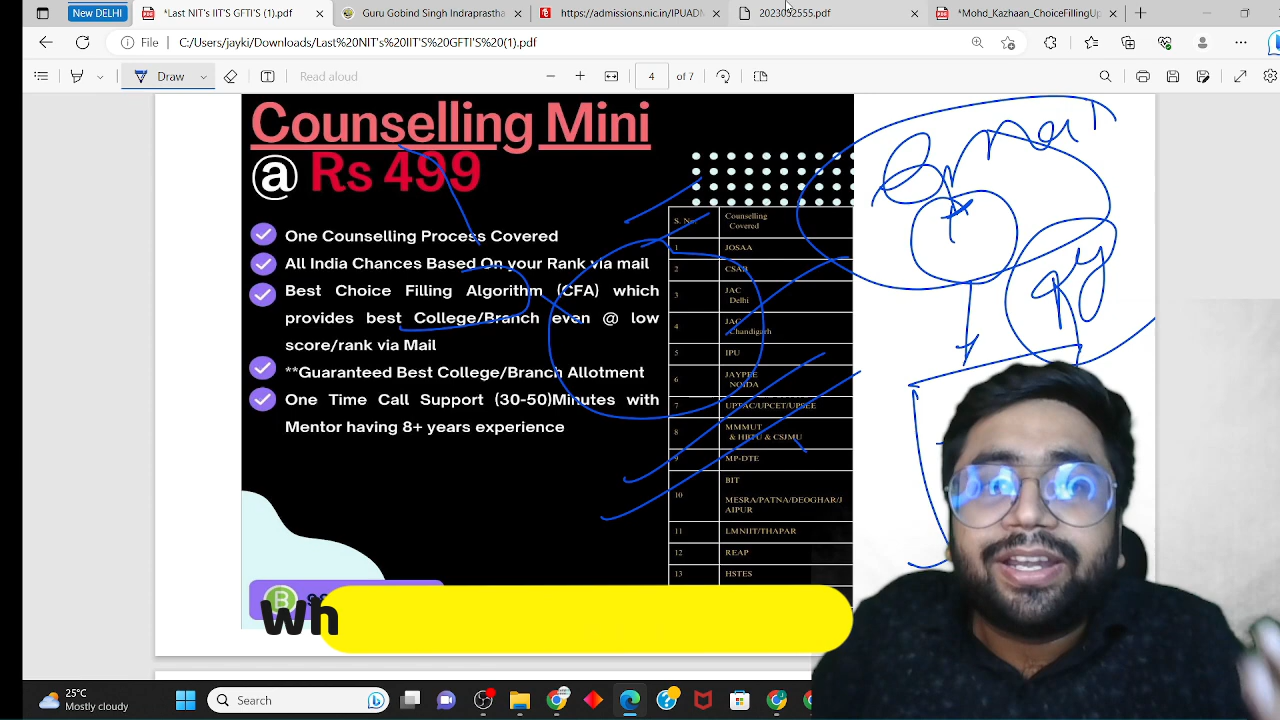 New DELHI
*Last NIT's IIT'S GFTI'S
Guru Gobind Singh Indraprastha
https://admissions.nic.in/IPUADM
2023052555.pdf
*Moht_Kazhan_ChoiceFillingUp
File
C:/Users/ajays/Downloads/Last%20NIT's%20IIT'S%20GFTI'S%20(1).pdf
Draw
Read aloud
4
of 7
Counselling Mini
@ Rs 499
One Counselling Process Covered
All India Chances Based On your Rank via mail
Best Choice Filling Algorithm (CFA) which
provides best College/Branch even @ low
score/rank via Mail
**Guaranteed Best College/Branch Allotment
One Time Call Support (30-50)Minutes with
Mentor having 8+ years experience
S. No.
Counselling
Covered
1 JOSAA
2 CSAB
3 JAC
Delhi
4 JAC
Chandigarh
5 IPU
6 JAYPEE
NOIDA
7 UPTAC/UPCET/UPSEE
8 MMMUT
& HBTU & CSJMU
9 MP-DTE
10 BIT
MESRA/PATNA/DEOGHAR/J
AIPUR
11 LMNIIT/THAPAR
12 REAP
13 HSTES
wh
25°C
Mostly cloudy
Search